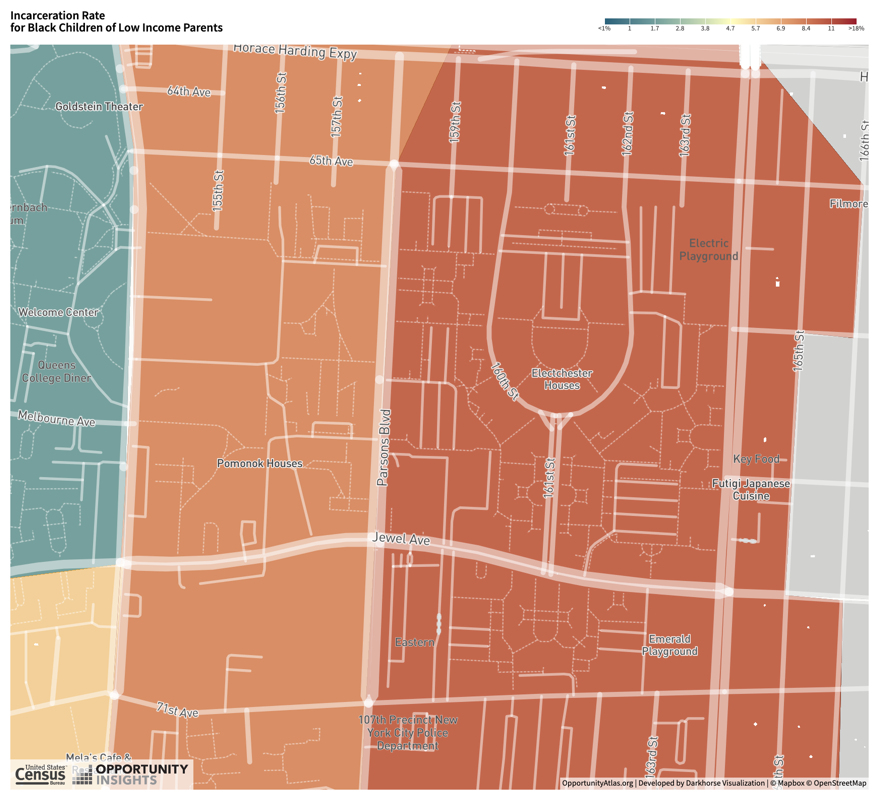 Incarceration Rate
for Black Children of Low Income Parents
<1% 1 1.7 2.8 3.8 4.7 5.7 6.9 8.4 11 >18%
Horace Harding Expy
H
64th Ave
Goldstein Theater
156th St
157th St
159th St
161st St
162nd St
163rd St
166th St
65th Ave
155th St
ernbach
um
Filmore
Electric
Playground
Welcome Center
Queens
College Diner
165th St
160th St
Electchester
Houses
Melbourne Ave
Parsons Blvd
Pomonok Houses
161st St
Key Food
Futigi Japanese
Cuisine
Jewel Ave
Eastern
Emerald
Playground
71st Ave
107th Precinct New
York City Police
Department
163rd St
th St
Mela's Cafe &
United States
Census
Bureau
OPPORTUNITY
INSIGHTS
OpportunityAtlas.org | Developed by Darkhorse Visualization | © Mapbox © OpenStreetMap